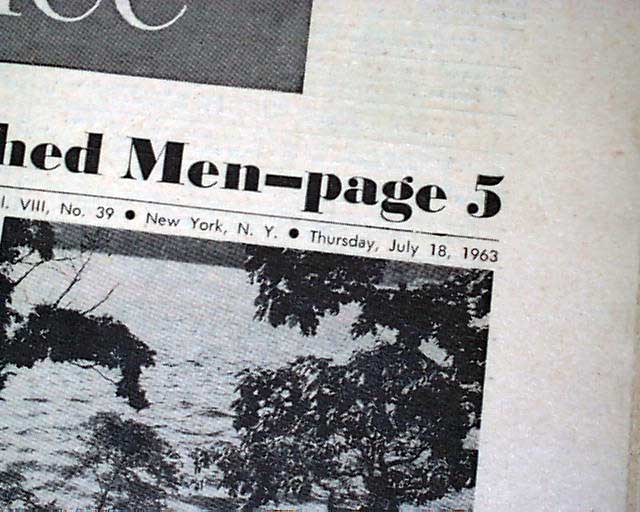 hed Men—page 5
l. VIII, No. 39 • New York, N. Y. • Thursday, July 18, 1963